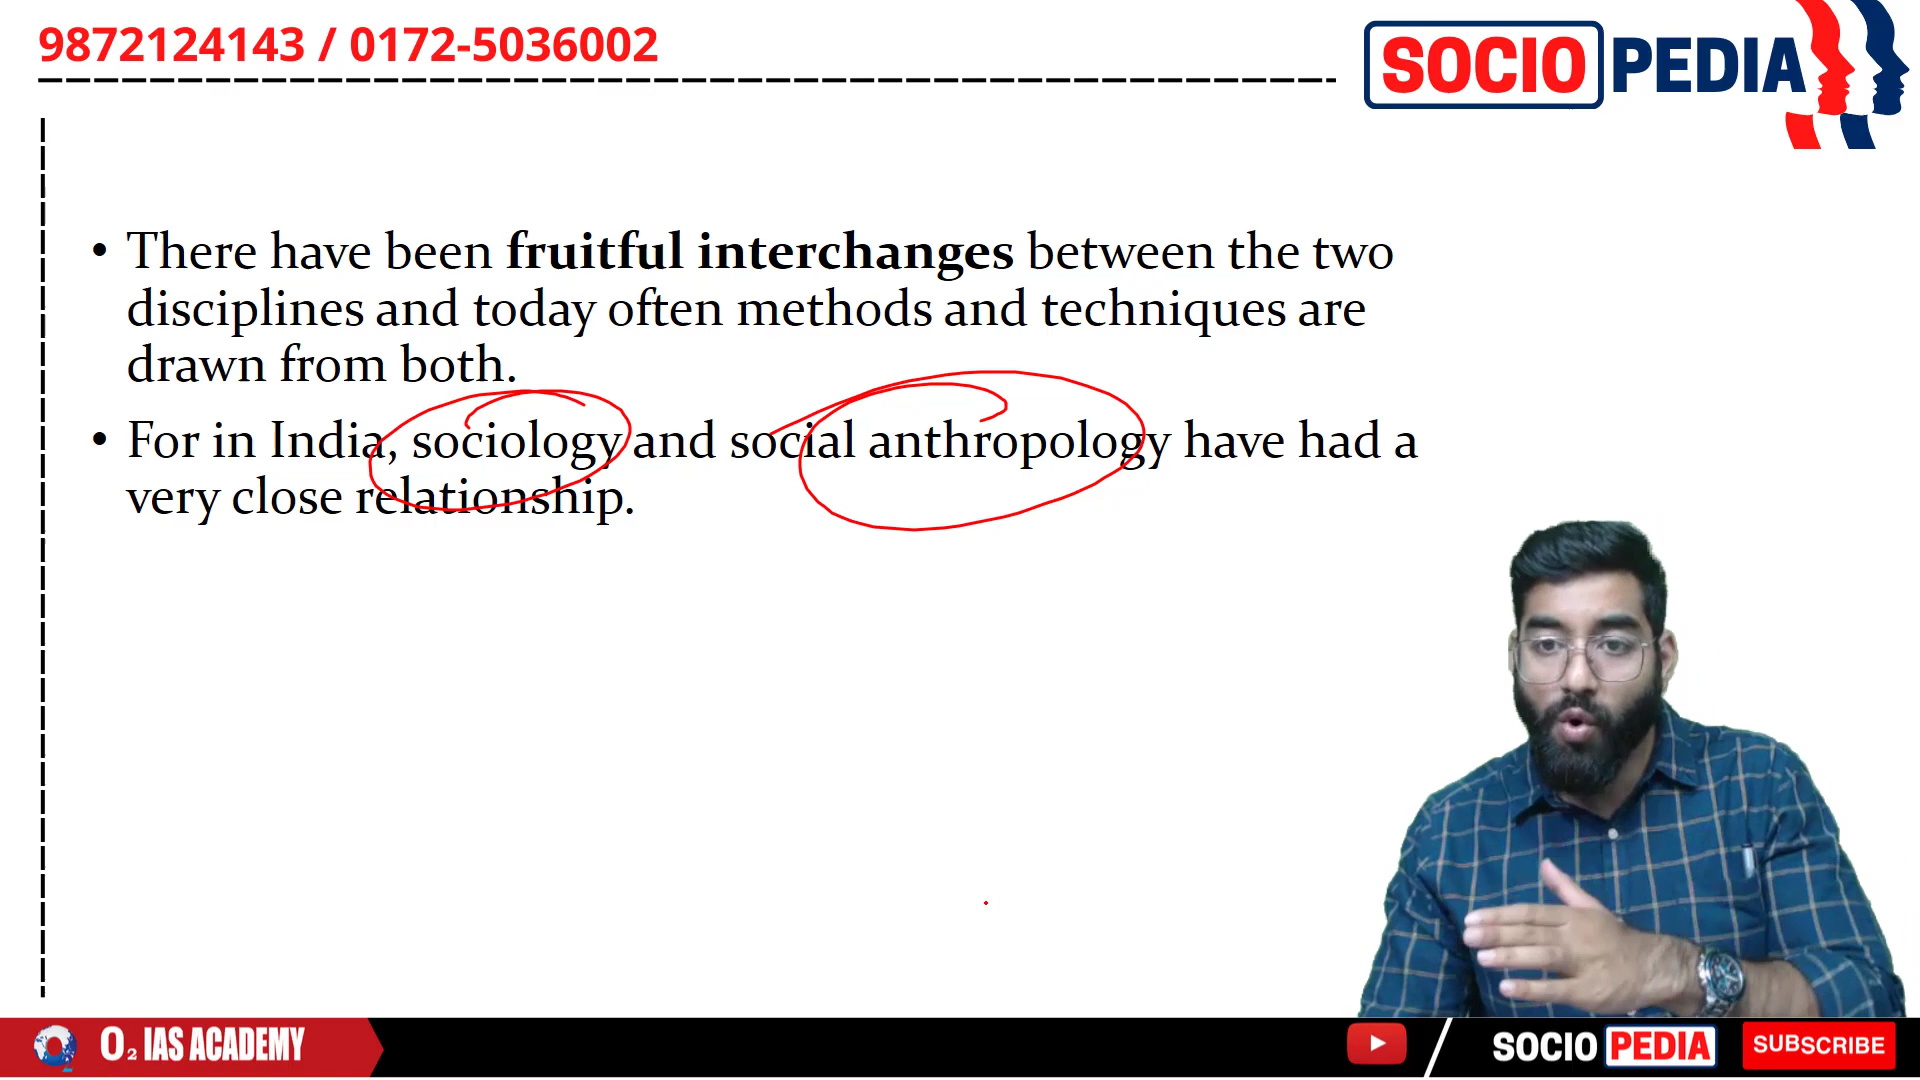 9872124143 / 0172-5036002
SOCIO PEDIA
• There have been fruitful interchanges between the two
disciplines and today often methods and techniques are
drawn from both.
• For in India, sociology and social anthropology have had a
very close relationship.
O2 IAS ACADEMY
SOCIO PEDIA
SUBSCRIBE